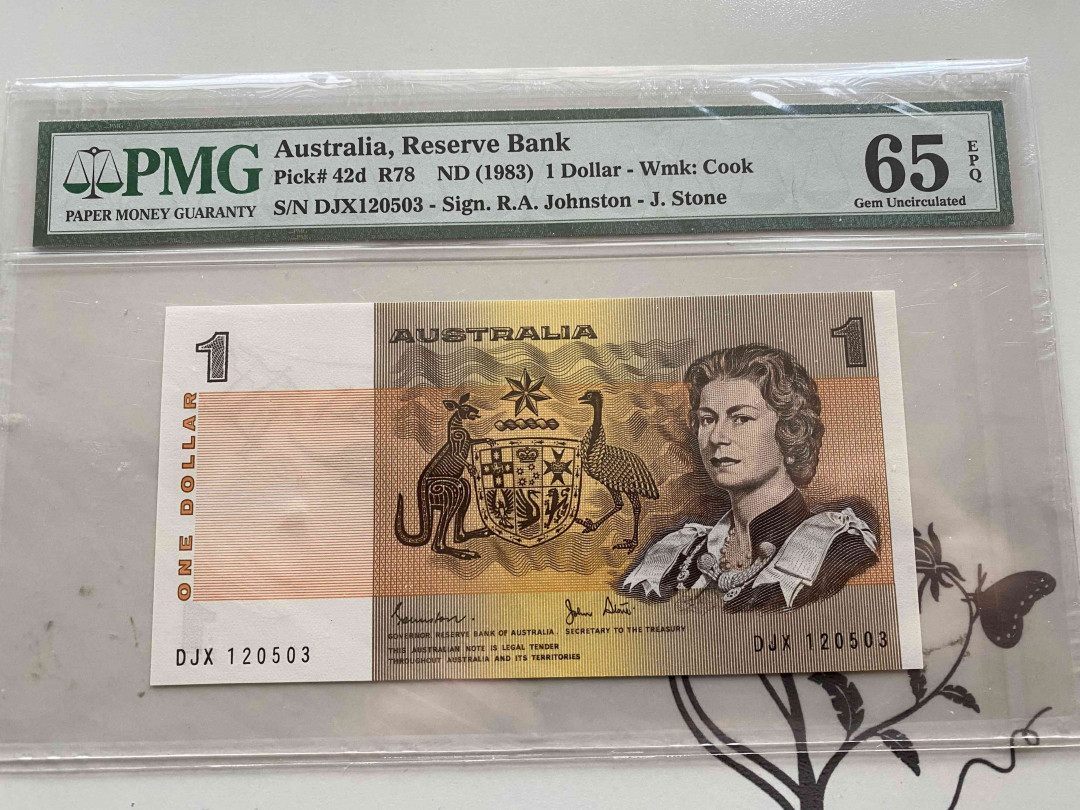 PMG
PAPER MONEY GUARANTY
Australia, Reserve Bank
Pick# 42d R78 ND (1983) 1 Dollar - Wmk: Cook
S/N DJX120503 - Sign. R.A. Johnston - J. Stone
65
EPQ
Gem Uncirculated
1
AUSTRALIA
1
ONE DOLLAR
John Stone.
GOVERNOR, RESERVE BANK OF AUSTRALIA. SECRETARY TO THE TREASURY
THIS AUSTRALIAN NOTE IS LEGAL TENDER
THROUGHOUT AUSTRALIA AND ITS TERRITORIES
DJX 120503
DJX 120503